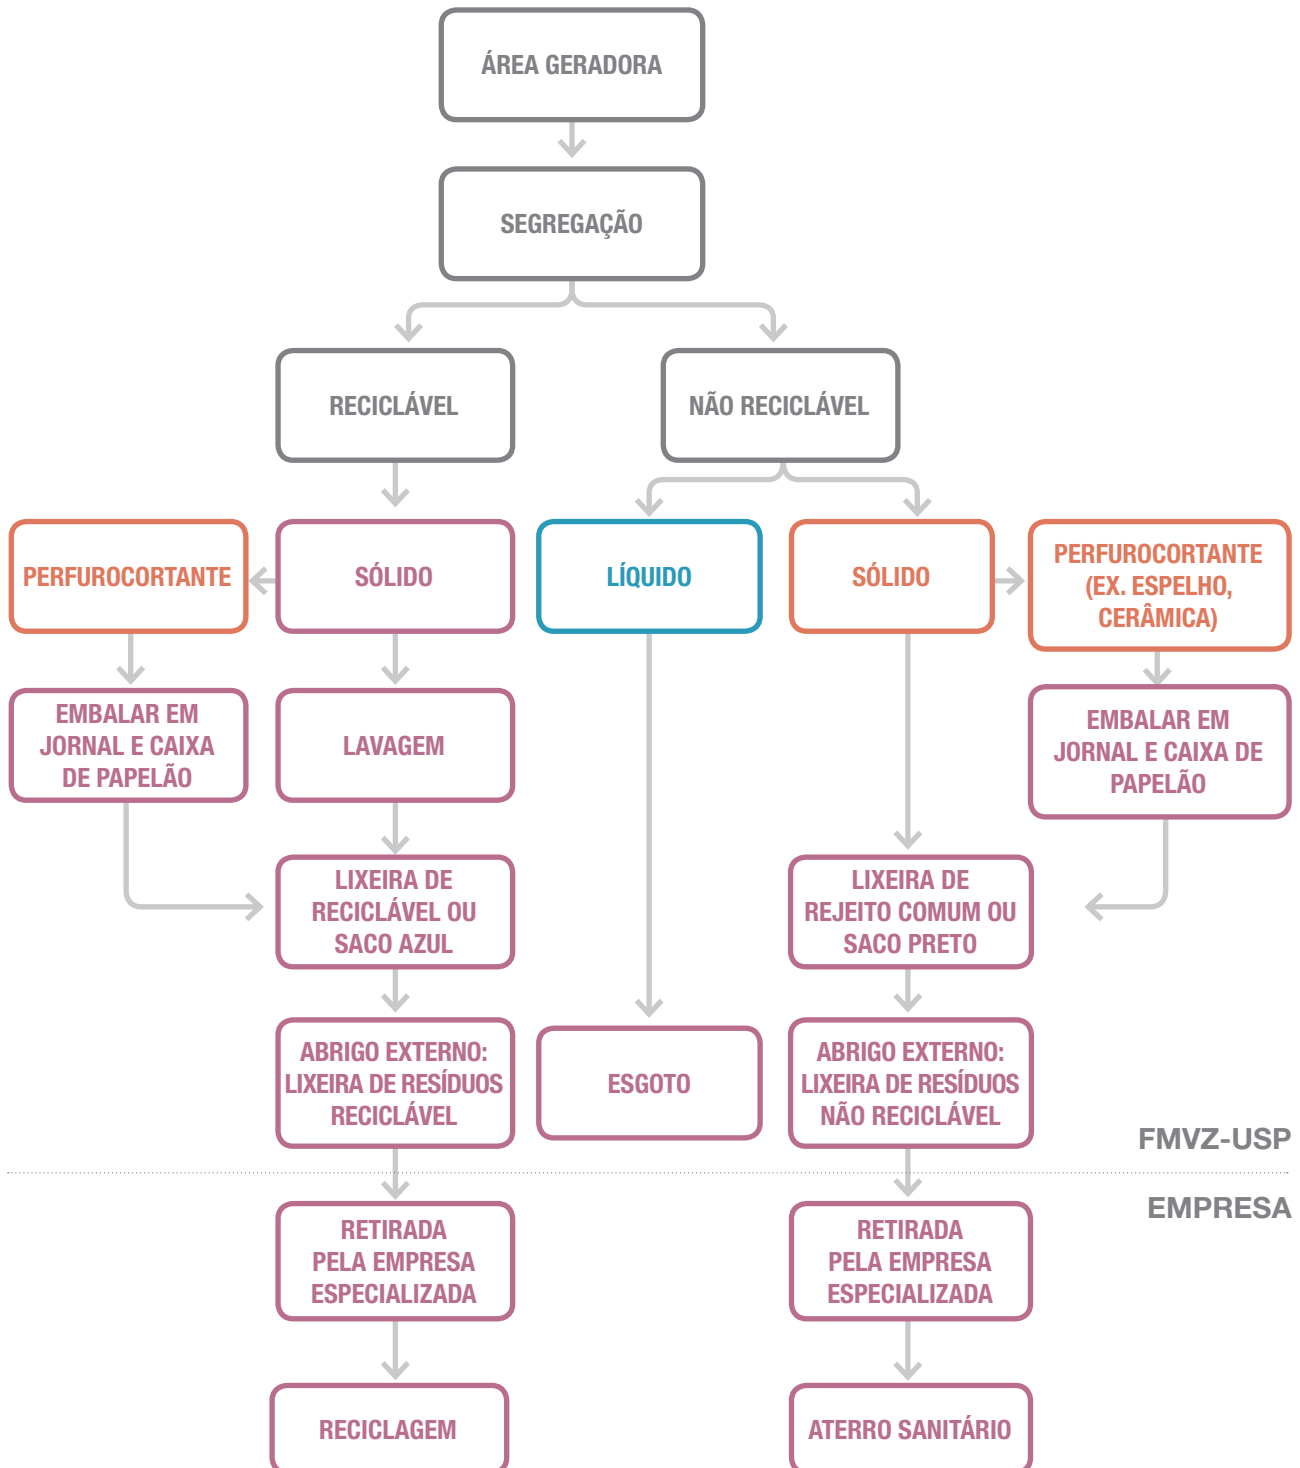 ÁREA GERADORA
SEGREGAÇÃO
RECICLÁVEL
NÃO RECICLÁVEL
PERFUROCORTANTE
SÓLIDO
LÍQUIDO
SÓLIDO
PERFUROCORTANTE
(EX. ESPELHO,
CERÂMICA)
EMBALAR EM
JORNAL E CAIXA
DE PAPELÃO
LAVAGEM
EMBALAR EM
JORNAL E CAIXA DE
PAPELÃO
LIXEIRA DE
RECICLÁVEL OU
SACO AZUL
LIXEIRA DE
REJEITO COMUM OU
SACO PRETO
ABRIGO EXTERNO:
LIXEIRA DE RESÍDUOS
RECICLÁVEL
ESGOTO
ABRIGO EXTERNO:
LIXEIRA DE RESÍDUOS
NÃO RECICLÁVEL
FMVZ-USP
EMPRESA
RETIRADA
PELA EMPRESA
ESPECIALIZADA
RETIRADA
PELA EMPRESA
ESPECIALIZADA
RECICLAGEM
ATERRO SANITÁRIO